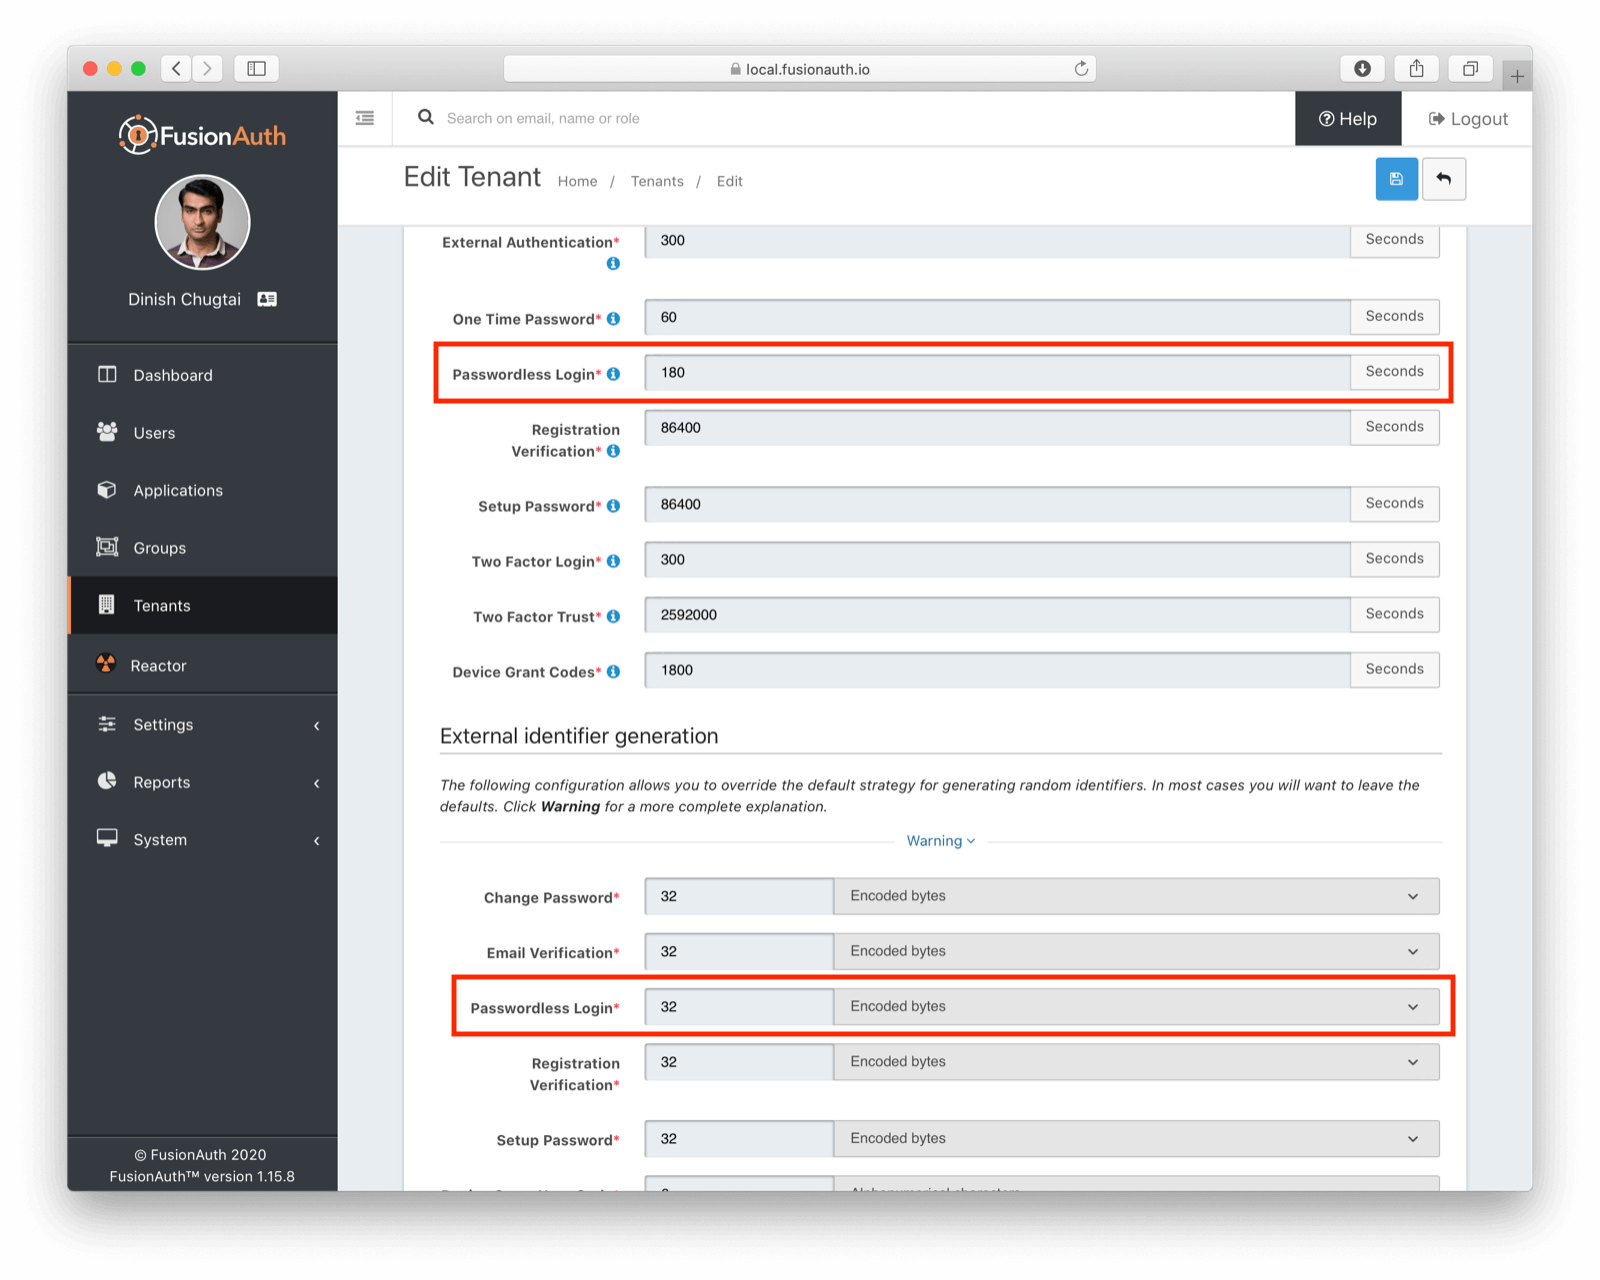 local.fusionauth.io
FusionAuth
Search on email, name or role
Help
Logout
Edit Tenant
Home / Tenants / Edit
Dinish Chugtai
Dashboard
Users
Applications
Groups
Tenants
Reactor
Settings
Reports
System
© FusionAuth 2020
FusionAuth™ version 1.15.8
External Authentication* 300 Seconds
One Time Password* 60 Seconds
Passwordless Login* 180 Seconds
Registration
Verification* 86400 Seconds
Setup Password* 86400 Seconds
Two Factor Login* 300 Seconds
Two Factor Trust* 2592000 Seconds
Device Grant Codes* 1800 Seconds
External identifier generation
The following configuration allows you to override the default strategy for generating random identifiers. In most cases you will want to leave the
defaults. Click Warning for a more complete explanation.
Warning
Change Password* 32 Encoded bytes
Email Verification* 32 Encoded bytes
Passwordless Login* 32 Encoded bytes
Registration
Verification* 32 Encoded bytes
Setup Password* 32 Encoded bytes